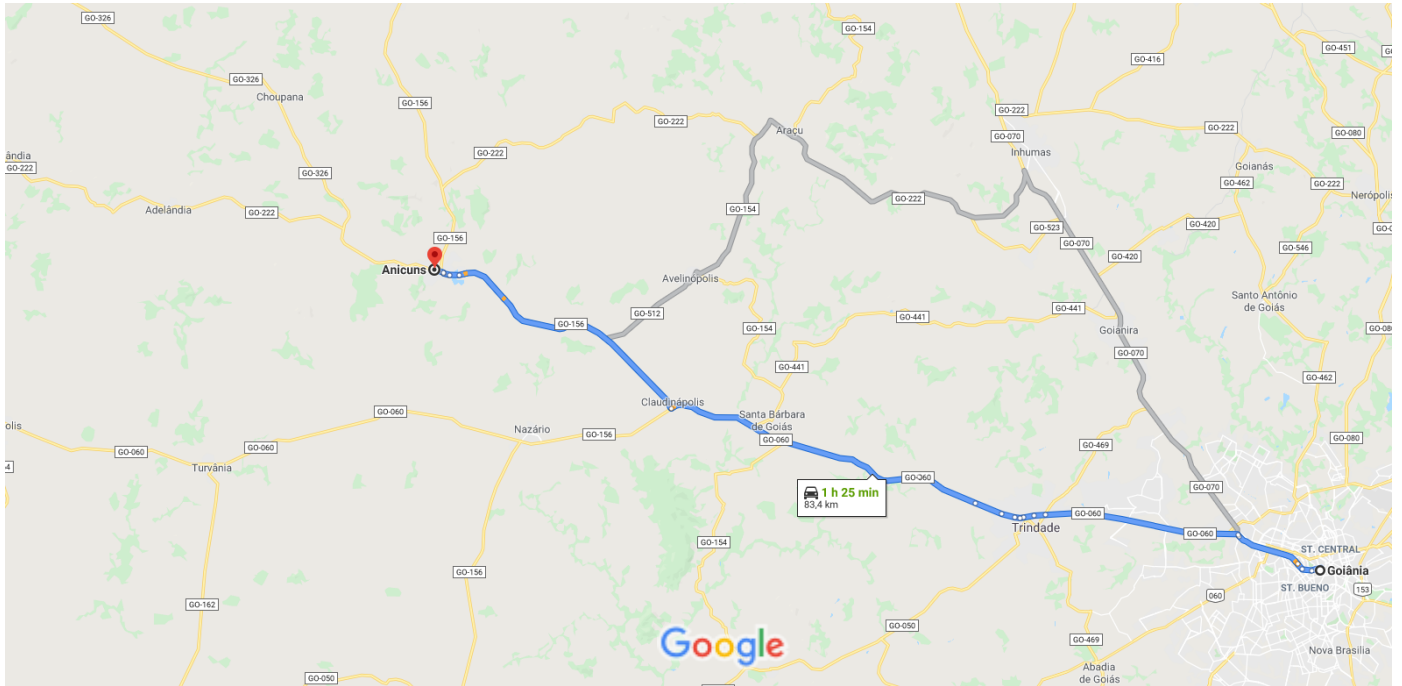 GO-326
GO-154
GO-451
GO-416
GO-326
Choupana
GO-156
GO-222
GO-222
GO-070
GO-222
GO-080
Araçu
Inhumas
GO-222
ândia
GO-222
Goianás
GO-326
GO-462
GO-222
Nerópolis
GO-222
GO-154
Adelândia
GO-222
GO-523
GO-420
GO-156
GO-070
GO-546
GO-420
Anicuns
Avelinópolis
Santo Antônio
de Goiás
GO-512
GO-441
GO-441
GO-156
GO-154
Goianira
GO-080
GO-070
GO-441
GO-462
Claudinápolis
GO-060
Santa Bárbara
de Goiás
olis
Nazário
GO-156
GO-060
GO-080
GO-060
GO-060
GO-469
Turvânia
GO-060
1 h 25 min
83,4 km
GO-070
GO-060
Trindade
GO-060
GO-154
ST. CENTRAL
Goiânia
GO-156
ST. BUENO
153
060
GO-162
GO-050
GO-469
Google
Nova Brasilia
Abadia
de Goiás
GO-050
GO-222